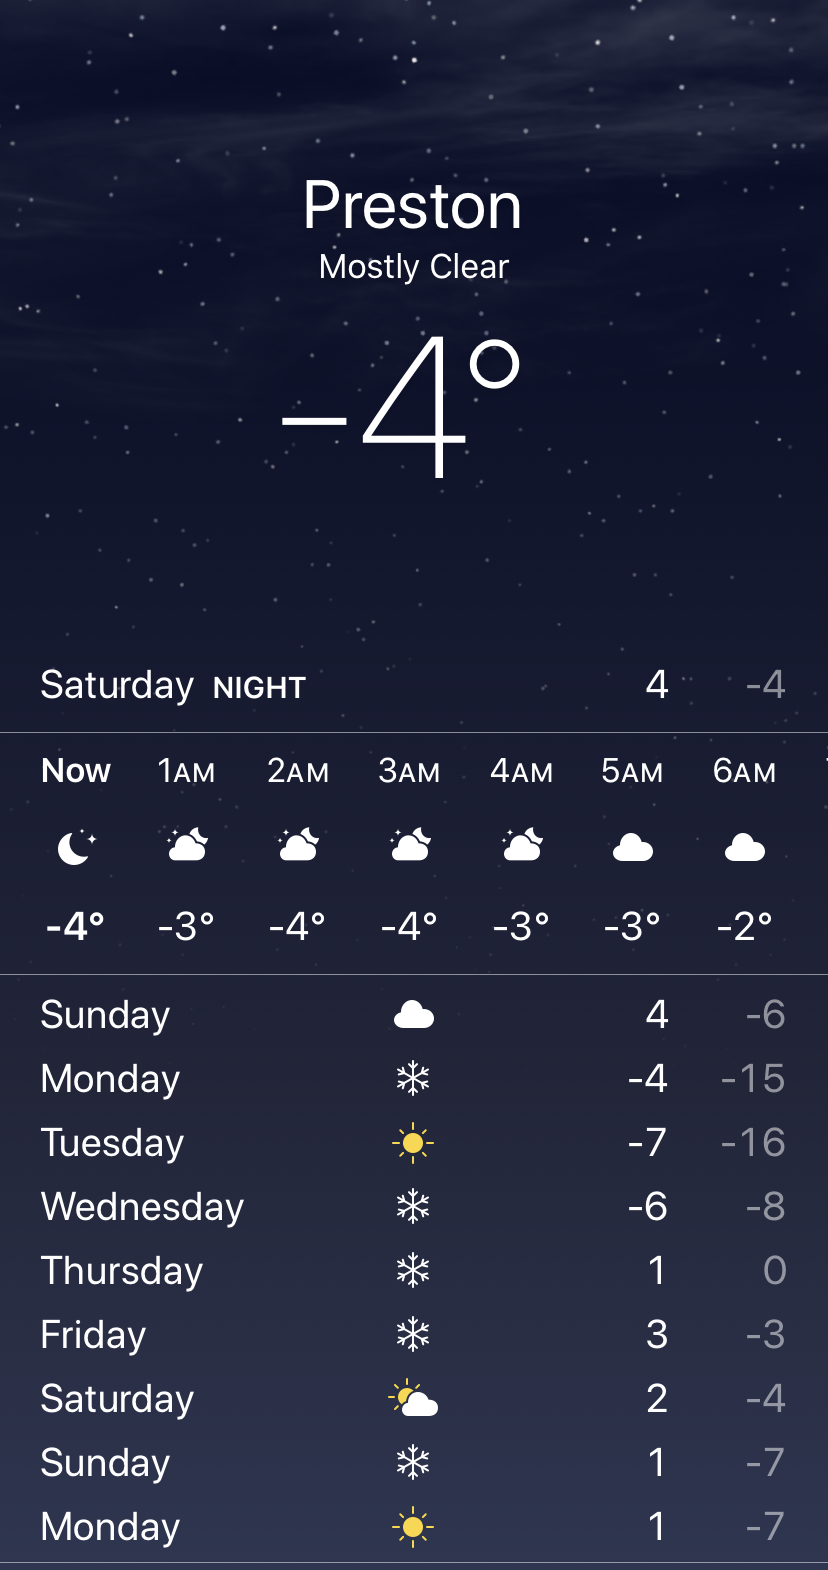 Preston
Mostly Clear
-4°
Saturday NIGHT 4 -4
Now 1AM 2AM 3AM 4AM 5AM 6AM
-4° -3° -4° -4° -3° -3° -2°
Sunday 4 -6
Monday -4 -15
Tuesday -7 -16
Wednesday -6 -8
Thursday 1 0
Friday 3 -3
Saturday 2 -4
Sunday 1 -7
Monday 1 -7